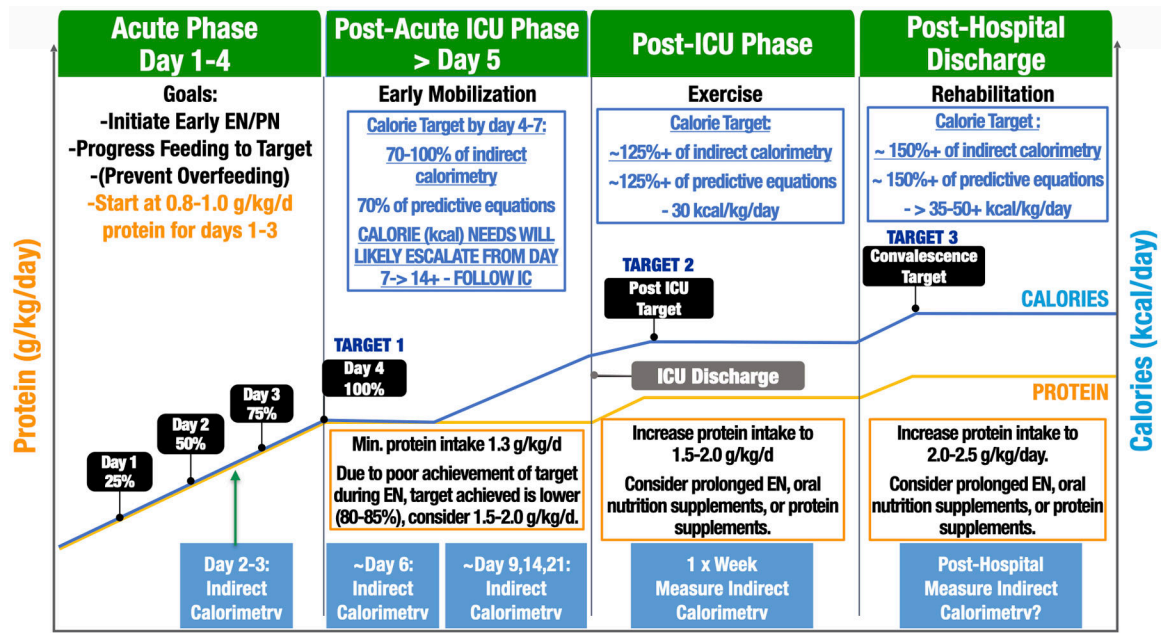 Acute Phase
Day 1-4
Post-Acute ICU Phase
> Day 5
Post-ICU Phase
Post-Hospital
Discharge
Goals:
-Initiate Early EN/PN
-Progress Feeding to Target
-(Prevent Overfeeding)
-Start at 0.8-1.0 g/kg/d
protein for days 1-3
Early Mobilization
Calorie Target by day 4-7:
70-100% of indirect
calorimetry
70% of predictive equations
CALORIE (kcal) NEEDS WILL
LIKELY ESCALATE FROM DAY
7-> 14+ - FOLLOW IC
Exercise
Calorie Target:
~125%+ of indirect calorimetry
~125%+ of predictive equations
- 30 kcal/kg/day
Rehabilitation
Calorie Target :
~ 150%+ of indirect calorimetry
~ 150%+ of predictive equations
- > 35-50+ kcal/kg/day
Protein (g/kg/day)
Calories (kcal/day)
TARGET 1
Day 4
100%
TARGET 2
Post ICU
Target
TARGET 3
Convalescence
Target
CALORIES
ICU Discharge
PROTEIN
Day 3
75%
Day 2
50%
Day 1
25%
Min. protein intake 1.3 g/kg/d
Due to poor achievement of target
during EN, target achieved is lower
(80-85%), consider 1.5-2.0 g/kg/d.
Increase protein intake to
1.5-2.0 g/kg/d
Consider prolonged EN, oral
nutrition supplements, or protein
supplements.
Increase protein intake to
2.0-2.5 g/kg/day.
Consider prolonged EN, oral
nutrition supplements, or protein
supplements.
Day 2-3:
Indirect
Calorimetry
~Day 6:
Indirect
Calorimetry
~Day 9,14,21:
Indirect
Calorimetry
1 x Week
Measure Indirect
Calorimetry
Post-Hospital
Measure Indirect
Calorimetry?